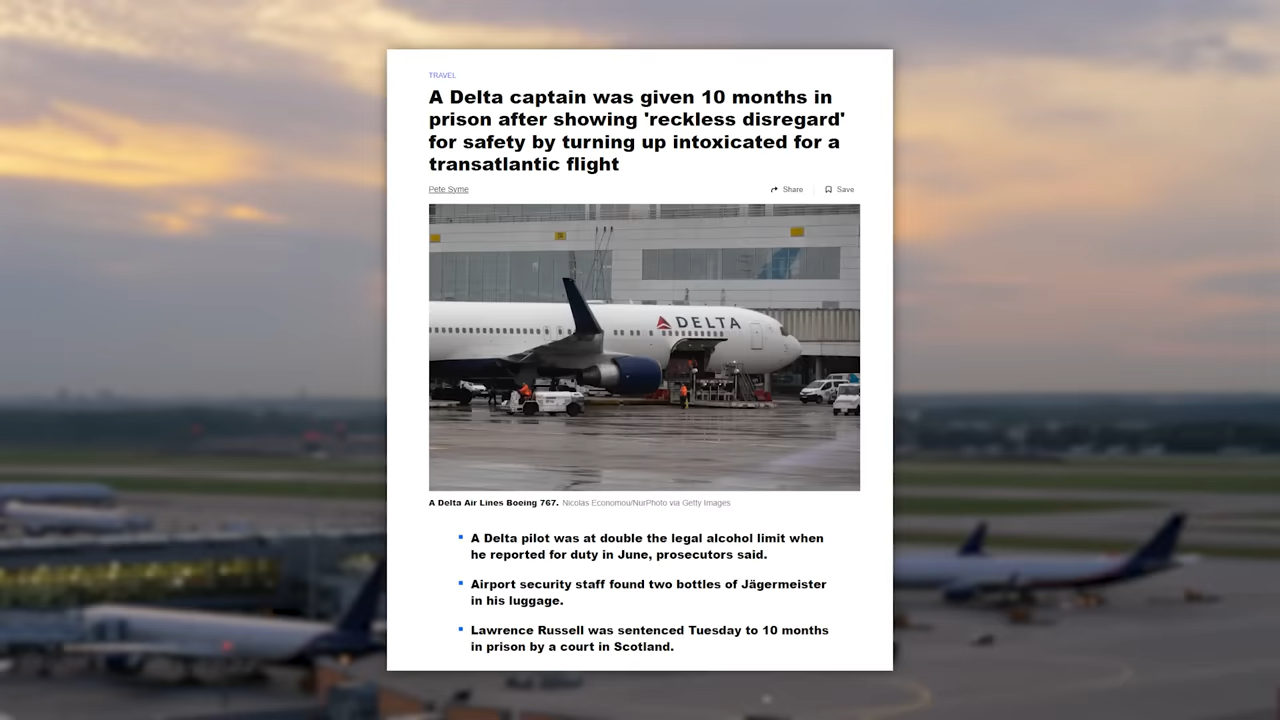 TRAVEL
A Delta captain was given 10 months in
prison after showing 'reckless disregard'
for safety by turning up intoxicated for a
transatlantic flight
Pete Syme
Share
Save
DELTA
A Delta Air Lines Boeing 767. Nicolas Economou/NurPhoto via Getty Images
A Delta pilot was at double the legal alcohol limit when
he reported for duty in June, prosecutors said.
Airport security staff found two bottles of Jägermeister
in his luggage.
Lawrence Russell was sentenced Tuesday to 10 months
in prison by a court in Scotland.